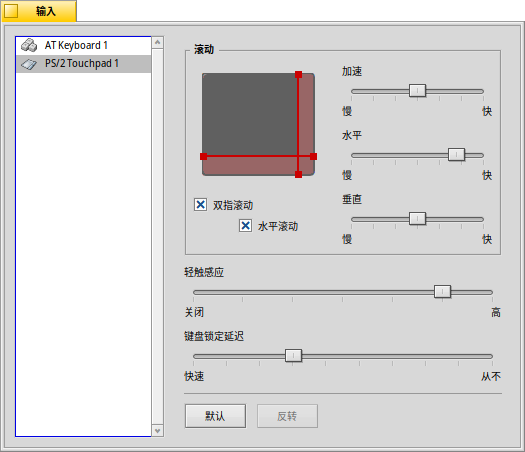 输入
AT Keyboard 1
PS/2 Touchpad 1
滚动
加速
慢 快
水平
慢 快
垂直
慢 快
双指滚动
水平滚动
轻触感应
关闭 高
键盘锁定延迟
快速 从不
默认 反转